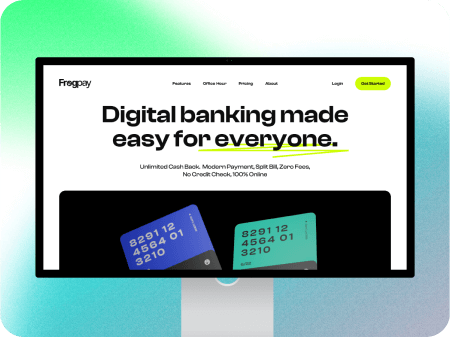 Frogpay
Features Office Hour Pricing About Login Get Started
Digital banking made
easy for everyone.
Unlimited Cash Back. Modern Payment, Split Bill, Zero Fees,
No Credit Check, 100% Online
8291 12
4564 01
3210
8291 12
4564 01
3210